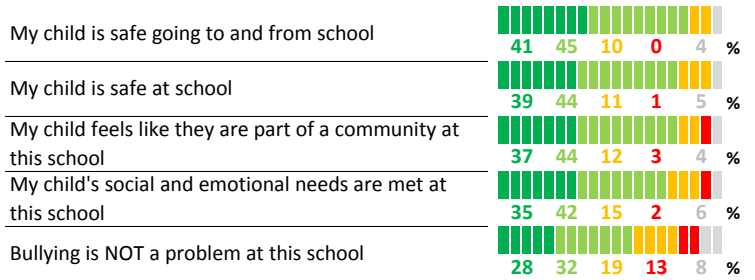 My child is safe going to and from school
41 45 10 0 4 %
My child is safe at school
39 44 11 1 5 %
My child feels like they are part of a community at
this school
37 44 12 3 4 %
My child's social and emotional needs are met at
this school
35 42 15 2 6 %
Bullying is NOT a problem at this school
28 32 19 13 8 %